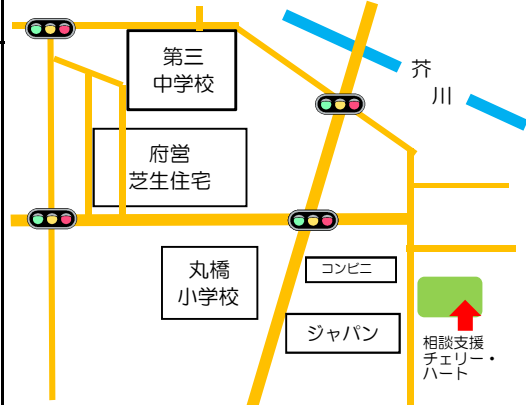 第三
中学校
芥
川
府営
芝生住宅
丸橋
小学校
コンビニ
ジャパン
相談支援
チェリー・
ハート